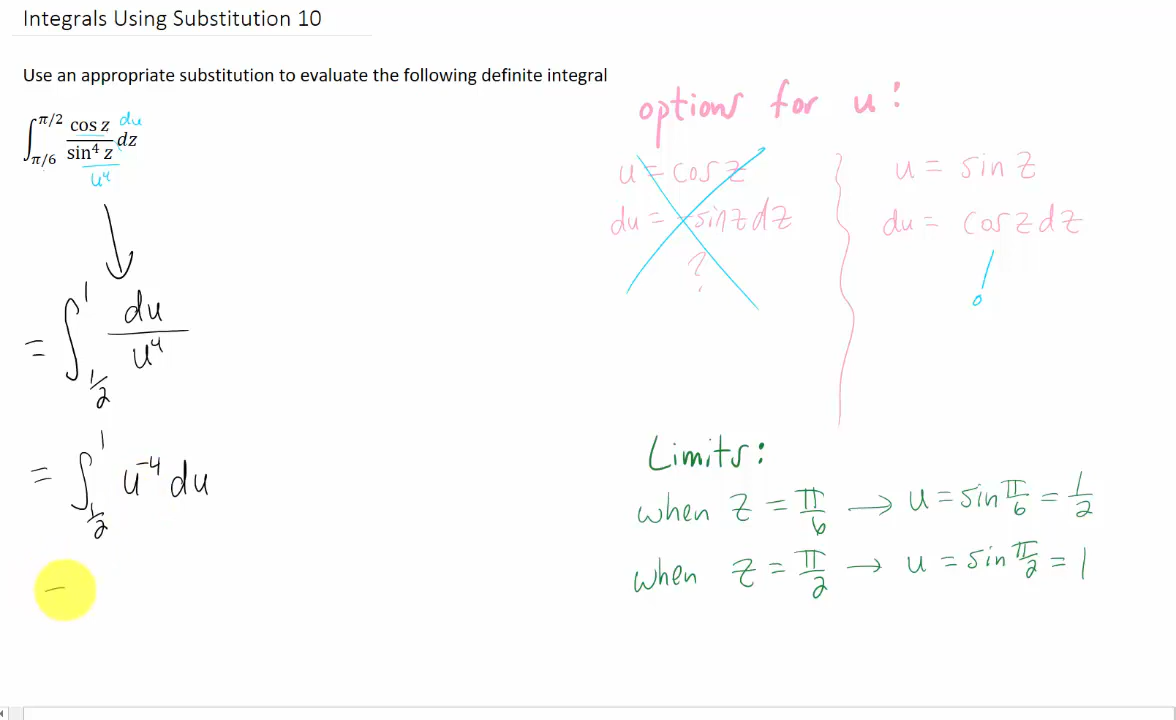 Integrals Using Substitution 10
Use an appropriate substitution to evaluate the following definite integral
∫_{π/6}^{π/2} cos z / sin⁴ z dz
du
u⁴
= ∫_{1/2}^{1} du / u⁴
= ∫_{1/2}^{1} u⁻⁴ du
=
options for u:
u = cos z
du = -sin z dz
?
u = sin z
du = cos z dz
!
Limits:
when z = π/6 → u = sin π/6 = 1/2
when z = π/2 → u = sin π/2 = 1